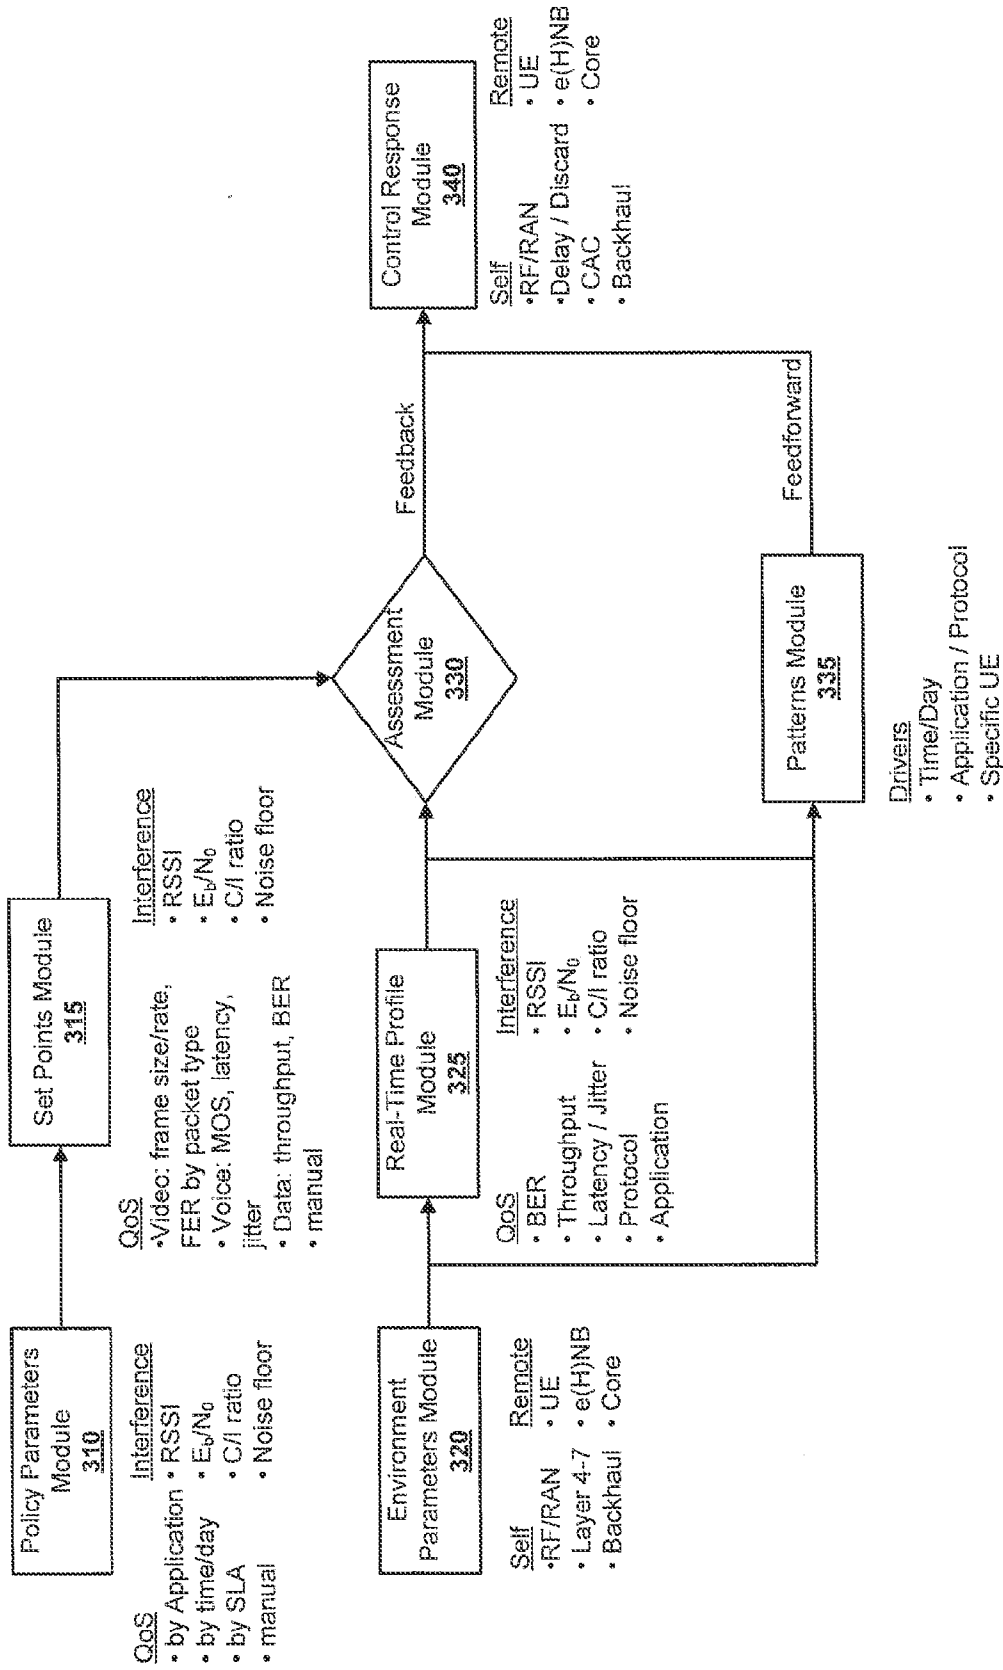 Policy Parameters
Module
310
QoS
• by Application
• by time/day
• by SLA
• manual
Interference
• RSSI
• Eb/N0
• C/I ratio
• Noise floor
Set Points Module
315
QoS
•Video: frame size/rate,
FER by packet type
• Voice: MOS, latency,
jitter
• Data: throughput, BER
• manual
Interference
• RSSI
• Eb/N0
• C/I ratio
• Noise floor
Environment
Parameters Module
320
Self
•RF/RAN
• Layer 4-7
• Backhaul
Remote
• UE
• e(H)NB
• Core
Real-Time Profile
Module
325
QoS
• BER
• Throughput
• Latency / Jitter
• Protocol
• Application
Interference
• RSSI
• Eb/N0
• C/I ratio
• Noise floor
Assessment
Module
330
Feedback
Patterns Module
335
Drivers
• Time/Day
• Application / Protocol
• Specific UE
Feedforward
Control Response
Module
340
Self
•RF/RAN
•Delay / Discard
• CAC
• Backhaul
Remote
• UE
• e(H)NB
• Core